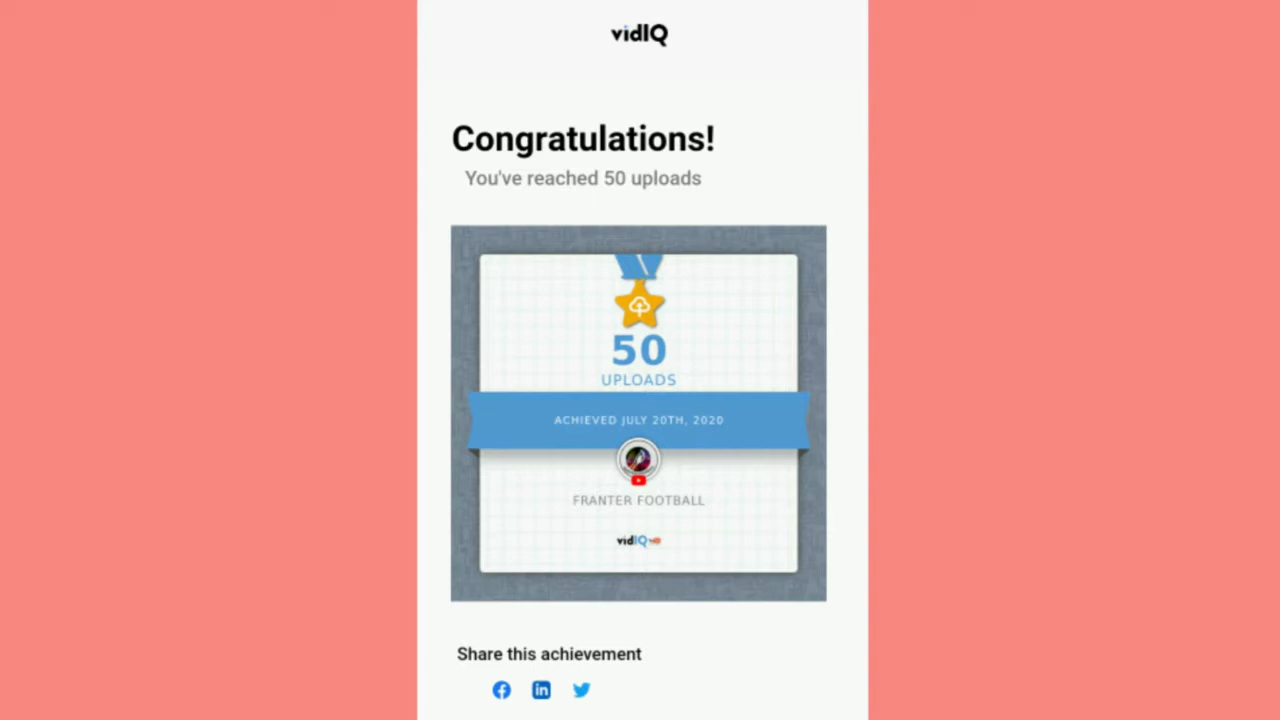 vidIQ
Congratulations!
You've reached 50 uploads
50
UPLOADS
ACHIEVED JULY 20TH, 2020
FRANTER FOOTBALL
vidIQ
Share this achievement